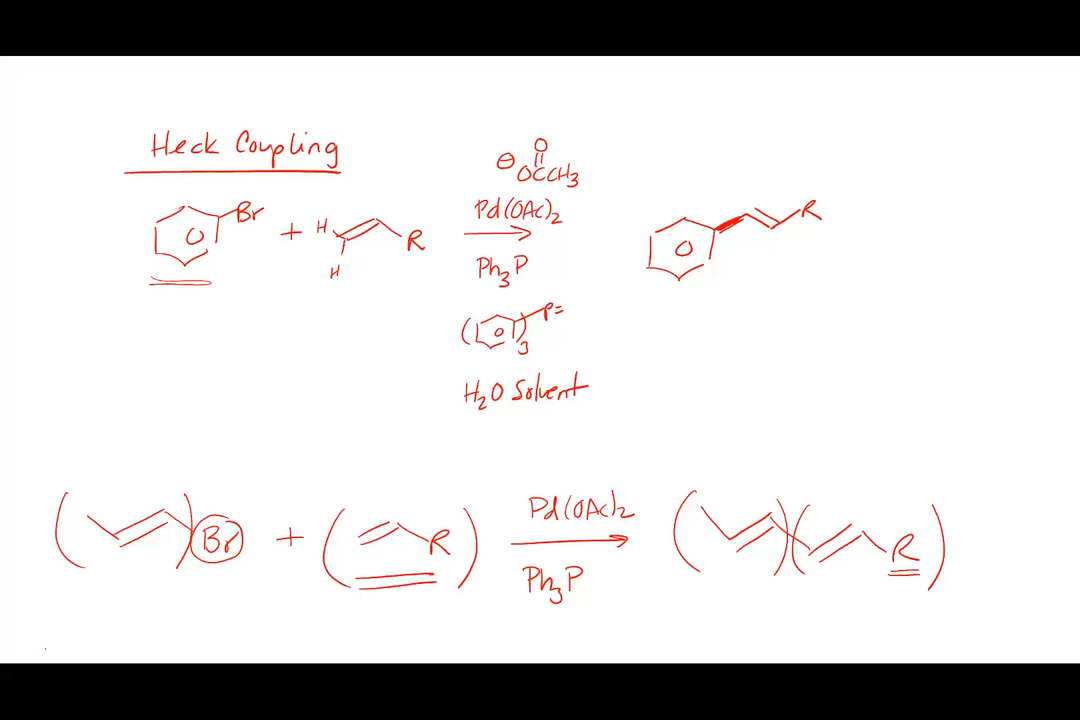 Heck Coupling
Br + H H R
⊖ O
OCCH3
Pd(OAc)2
Ph3P
R
( )3 P:
H2O Solvent
( ) Br + ( R )
Pd(OAc)2
Ph3P
( ) ( R )